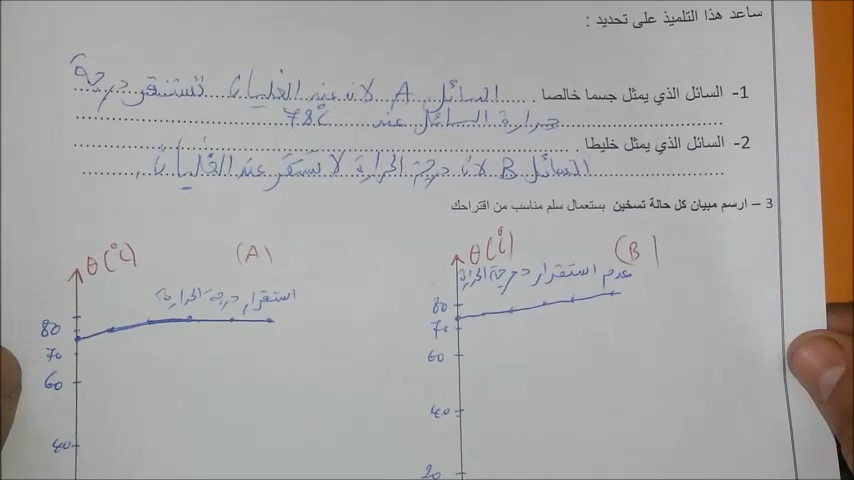 ساعد هذا التلميذ على تحديد :
1- السائل الذي يمثل جسما خالصا . السائل A لأن عند الغليان تستقر درجة
حرارة السائل عند 78°C
2- السائل الذي يمثل خليطا .
السائل B لأن درجة الحرارة لا تستقر عند الغليان .
3 – ارسم مبيان كل حالة تسخين بستعمال سلم مناسب من اقتراحك
θ(°C) (A)
استقرار درجة الحرارة
80
70
60
40
θ(°C) (B)
عدم استقرار درجة الحرارة
80
70
60
40
20